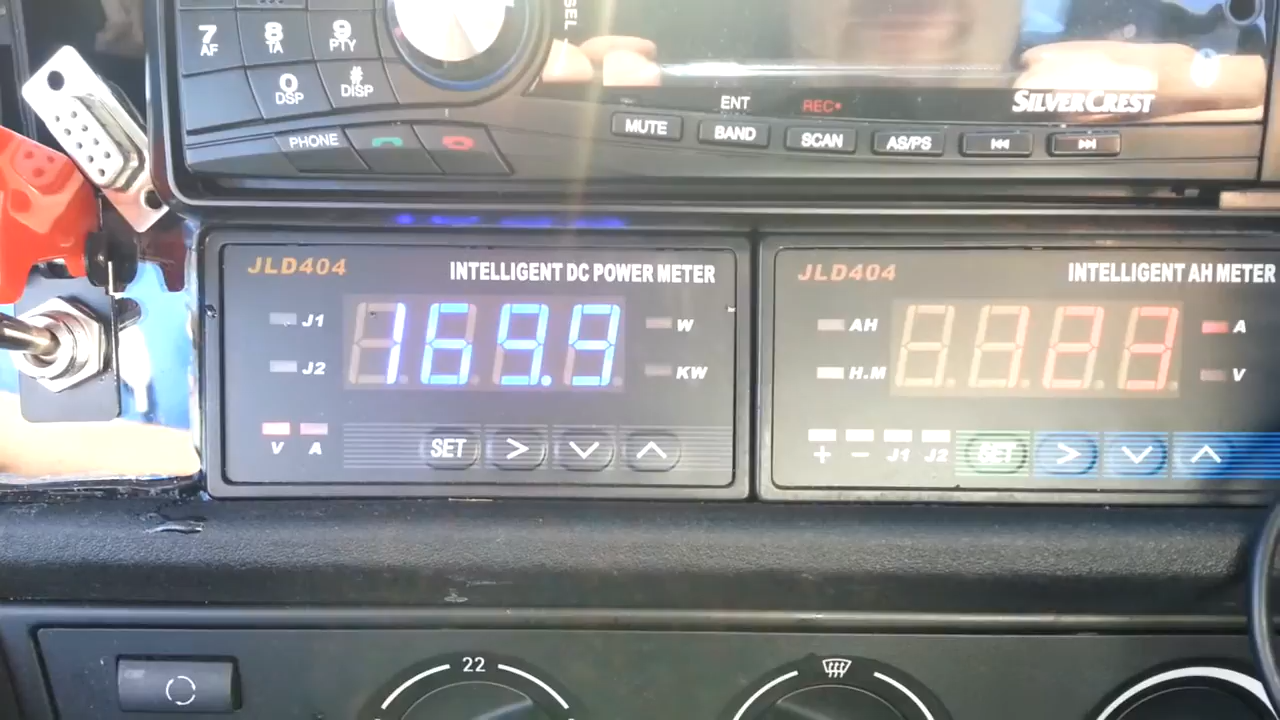 7 8 9
AF TA PTY
0 #
DSP DISP
PHONE
SEL
ENT REC
MUTE BAND SCAN AS/PS
SILVERCREST
JLD404 INTELLIGENT DC POWER METER
J1 169.9 W
J2 KW
V A SET > ∨ ∧
JLD404 INTELLIGENT AH METER
AH A
H.M V
+ − J1 J2 SET > ∨ ∧
22